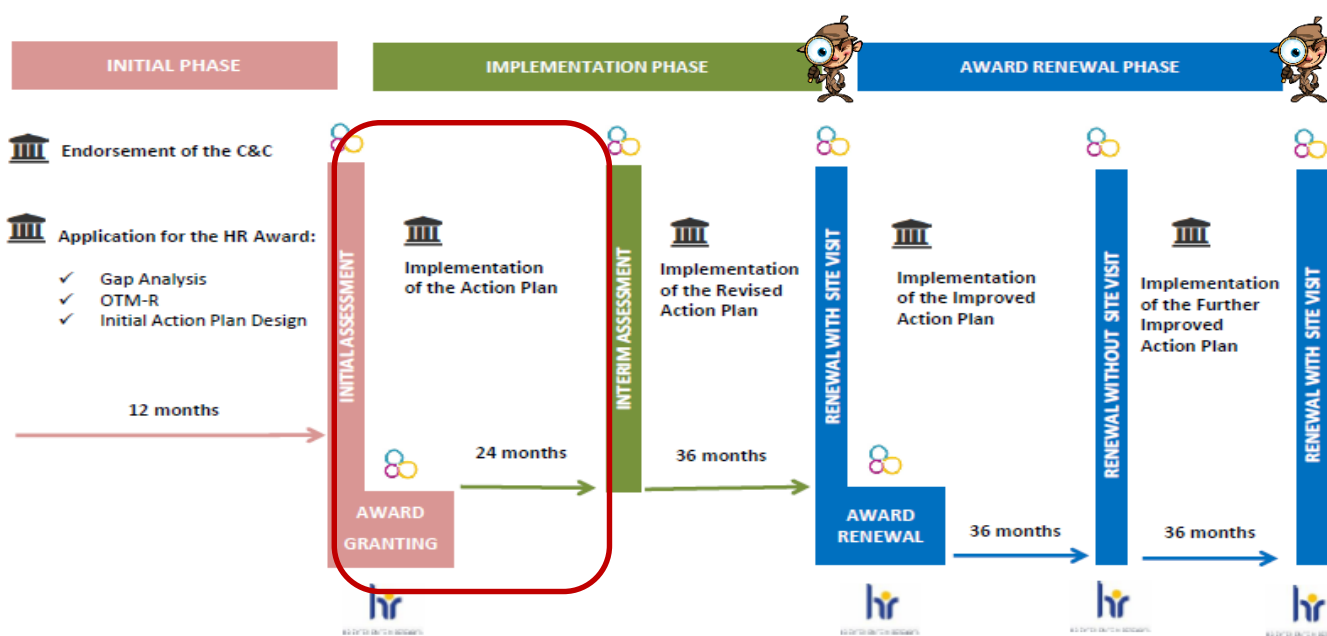 INITIAL PHASE
IMPLEMENTATION PHASE
AWARD RENEWAL PHASE
Endorsement of the C&C
Application for the HR Award:
✓ Gap Analysis
✓ OTM-R
✓ Initial Action Plan Design
12 months
INITIAL ASSESSMENT
AWARD
GRANTING
Implementation
of the Action Plan
24 months
INTERIM ASSESSMENT
Implementation
of the Revised
Action Plan
36 months
RENEWAL WITH SITE VISIT
AWARD
RENEWAL
Implementation
of the Improved
Action Plan
36 months
RENEWAL WITHOUT SITE VISIT
Implementation
of the Further
Improved
Action Plan
36 months
RENEWAL WITH SITE VISIT
hr
hr
hr
hr